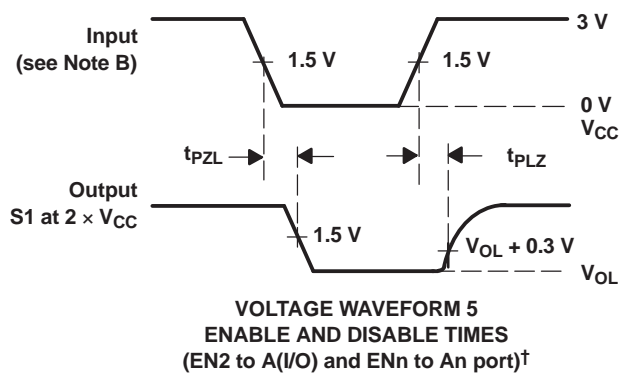 Input
(see Note B)
1.5 V
1.5 V
3 V
0 V
VCC
tPZL
tPLZ
Output
S1 at 2 × VCC
1.5 V
VOL + 0.3 V
VOL
VOLTAGE WAVEFORM 5
ENABLE AND DISABLE TIMES
(EN2 to A(I/O) and ENn to An port)†